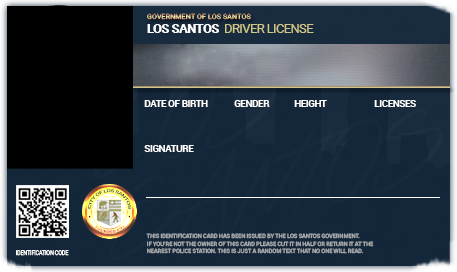 GOVERNMENT OF LOS SANTOS
LOS SANTOS DRIVER LICENSE
DATE OF BIRTH GENDER HEIGHT LICENSES
SIGNATURE
CITY OF LOS SANTOS
IDENTIFICATION CODE
THIS IDENTIFICATION CARD HAS BEEN ISSUED BY THE LOS SANTOS GOVERNMENT.
IF YOU'RE NOT THE OWNER OF THIS CARD PLEASE CUT IT IN HALF OR RETURN IT AT THE
NEAREST POLICE STATION. THIS IS JUST A RANDOM TEXT THAT NO ONE WILL READ.